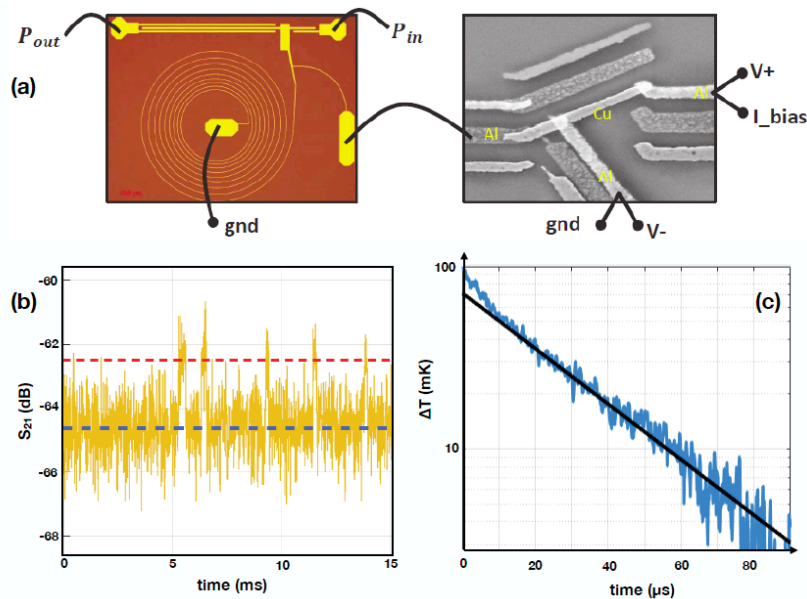 P_out
P_in
(a)
gnd
Al
Cu
Al
Al
V+
I_bias
gnd
V-
(b)
-60
-62
-64
-66
-68
S₂₁ (dB)
0
5
10
15
time (ms)
(c)
100
10
ΔT (mK)
0
20
40
60
80
time (µs)